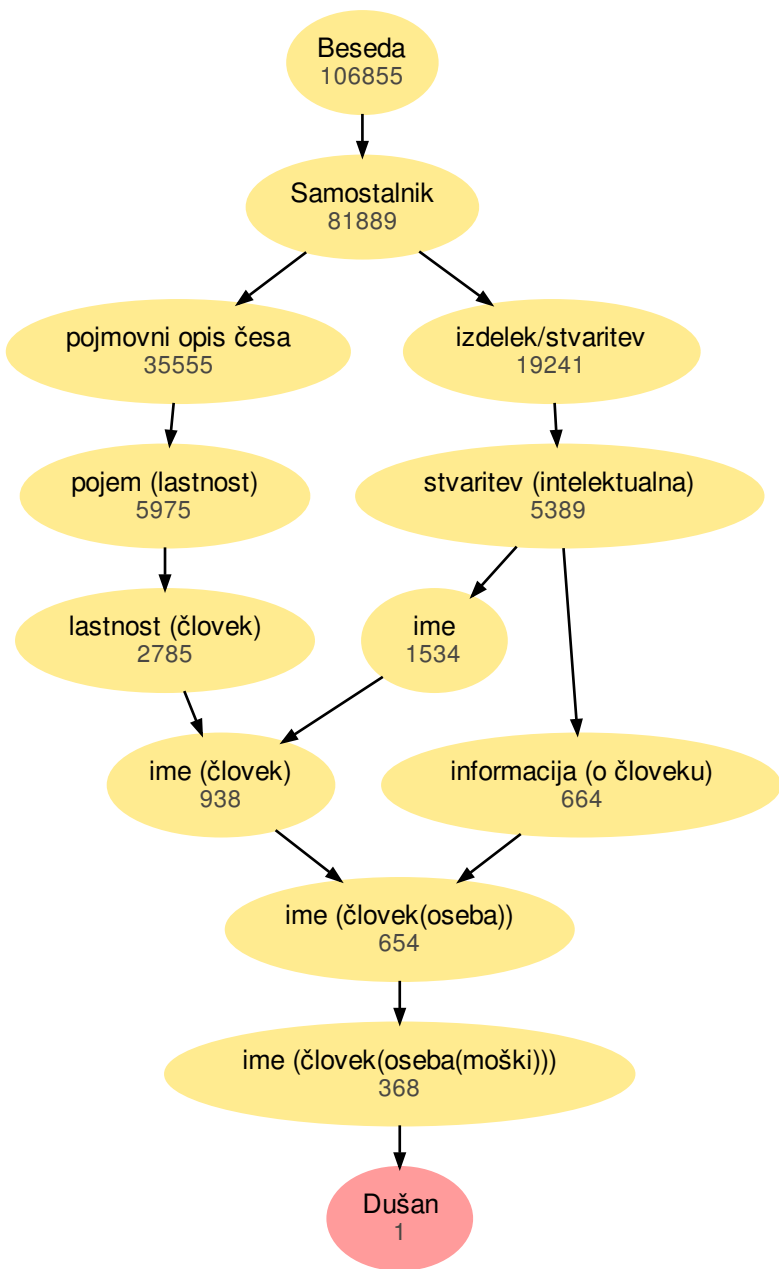 Beseda
106855
Samostalnik
81889
pojmovni opis česa
35555
izdelek/stvaritev
19241
pojem (lastnost)
5975
stvaritev (intelektualna)
5389
lastnost (človek)
2785
ime
1534
ime (človek)
938
informacija (o človeku)
664
ime (človek(oseba))
654
ime (človek(oseba(moški)))
368
Dušan
1